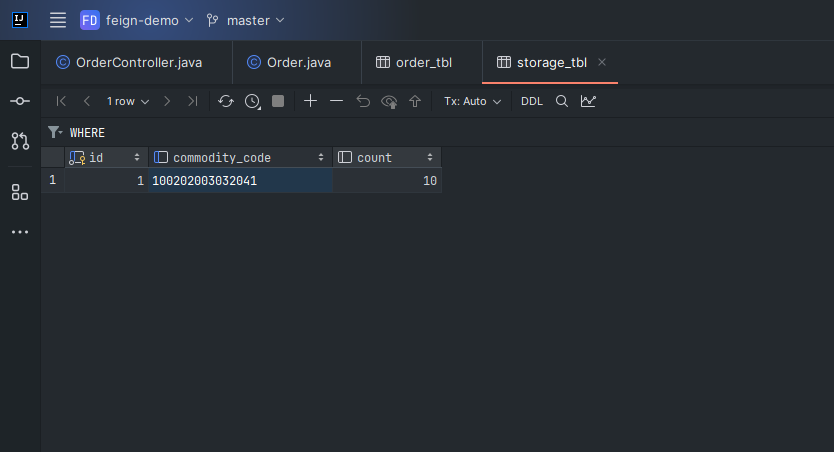 IJ FD feign-demo master
OrderController.java Order.java order_tbl storage_tbl
1 row Tx: Auto DDL
WHERE
id commodity_code count
1 1 100202003032041 10